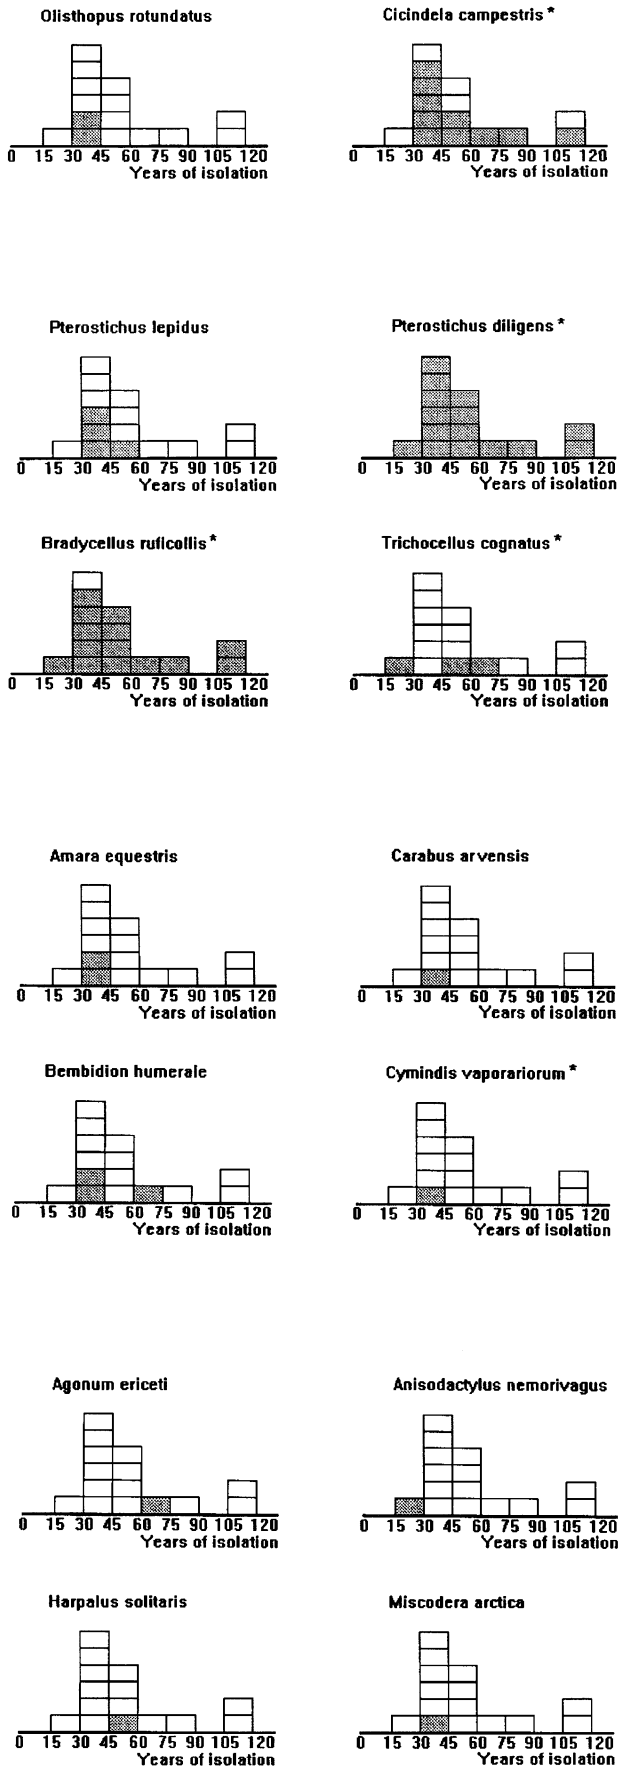 Olisthopus rotundatus
0 15 30 45 60 75 90 105 120
Years of isolation
Cicindela campestris *
0 15 30 45 60 75 90 105 120
Years of isolation
Pterostichus lepidus
0 15 30 45 60 75 90 105 120
Years of isolation
Pterostichus diligens *
0 15 30 45 60 75 90 105 120
Years of isolation
Bradycellus ruficollis *
0 15 30 45 60 75 90 105 120
Years of isolation
Trichocellus cognatus *
0 15 30 45 60 75 90 105 120
Years of isolation
Amara equestris
0 15 30 45 60 75 90 105 120
Years of isolation
Carabus arvensis
0 15 30 45 60 75 90 105 120
Years of isolation
Bembidion humerale
0 15 30 45 60 75 90 105 120
Years of isolation
Cymindis vaporariorum *
0 15 30 45 60 75 90 105 120
Years of isolation
Agonum ericeti
0 15 30 45 60 75 90 105 120
Years of isolation
Anisodactylus nemorivagus
0 15 30 45 60 75 90 105 120
Years of isolation
Harpalus solitaris
0 15 30 45 60 75 90 105 120
Years of isolation
Miscodera arctica
0 15 30 45 60 75 90 105 120
Years of isolation